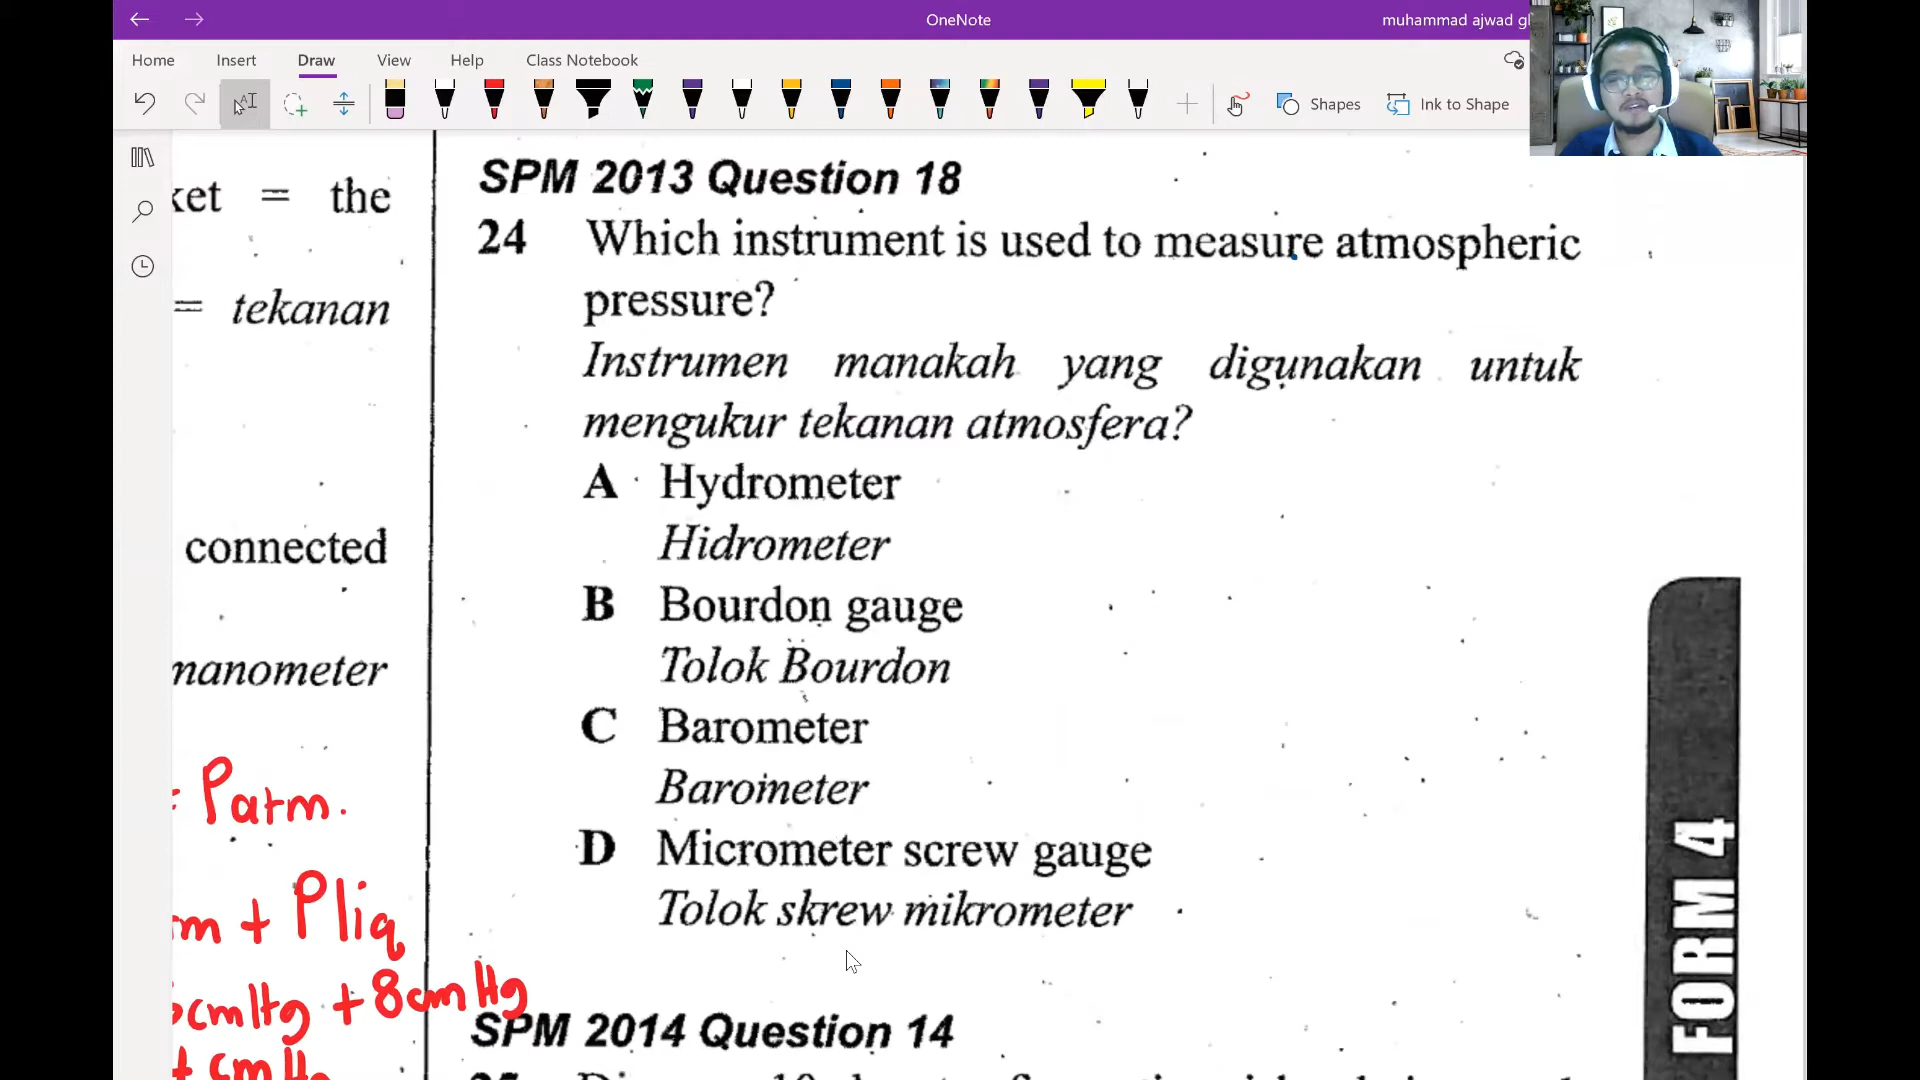 OneNote
muhammad ajwad
Home Insert Draw View Help Class Notebook
Shapes Ink to Shape
= the
= tekanan
connected
manometer
= Patm.
+ Pliq
cmHg + 8cmHg
cmHg
SPM 2013 Question 18
24 Which instrument is used to measure atmospheric
pressure?
Instrumen manakah yang digunakan untuk
mengukur tekanan atmosfera?
A Hydrometer
Hidrometer
B Bourdon gauge
Tolok Bourdon
C Barometer
Barometer
D Micrometer screw gauge
Tolok skrew mikrometer
SPM 2014 Question 14
FORM 4